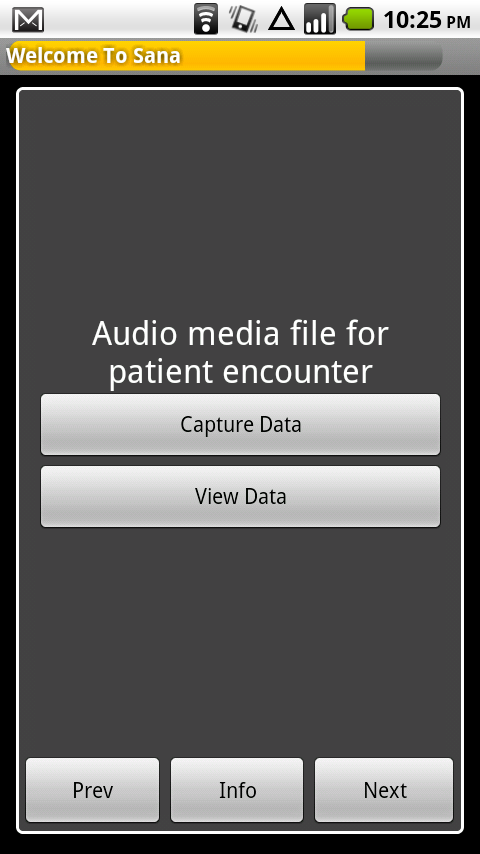 10:25 PM
Welcome To Sana
Audio media file for
patient encounter
Capture Data
View Data
Prev Info Next